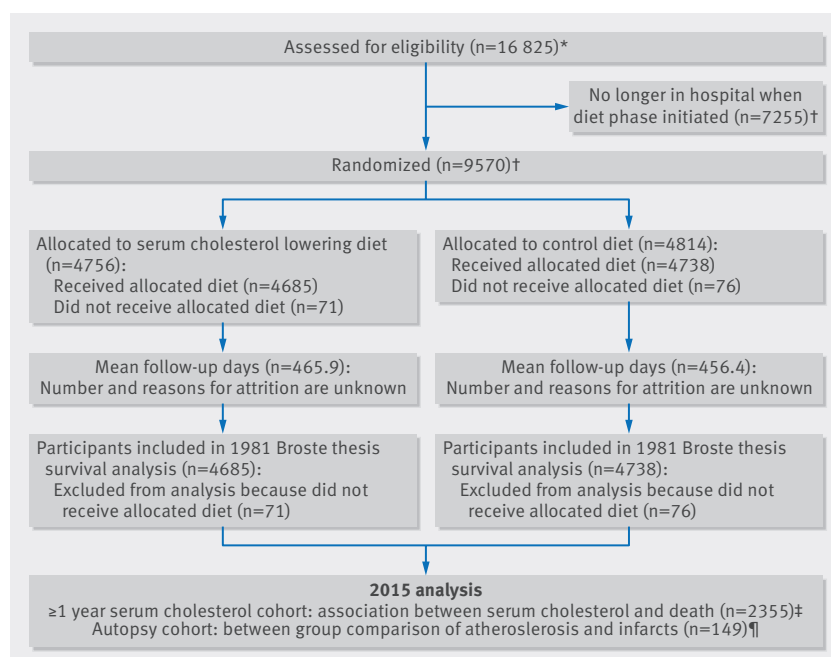 Assessed for eligibility (n=16 825)*
No longer in hospital when
diet phase initiated (n=7255)†
Randomized (n=9570)†
Allocated to serum cholesterol lowering diet
(n=4756):
Received allocated diet (n=4685)
Did not receive allocated diet (n=71)
Allocated to control diet (n=4814):
Received allocated diet (n=4738)
Did not receive allocated diet (n=76)
Mean follow-up days (n=465.9):
Number and reasons for attrition are unknown
Mean follow-up days (n=456.4):
Number and reasons for attrition are unknown
Participants included in 1981 Broste thesis
survival analysis (n=4685):
Excluded from analysis because did not
receive allocated diet (n=71)
Participants included in 1981 Broste thesis
survival analysis (n=4738):
Excluded from analysis because did not
receive allocated diet (n=76)
2015 analysis
≥1 year serum cholesterol cohort: association between serum cholesterol and death (n=2355)‡
Autopsy cohort: between group comparison of atheroslerosis and infarcts (n=149)¶